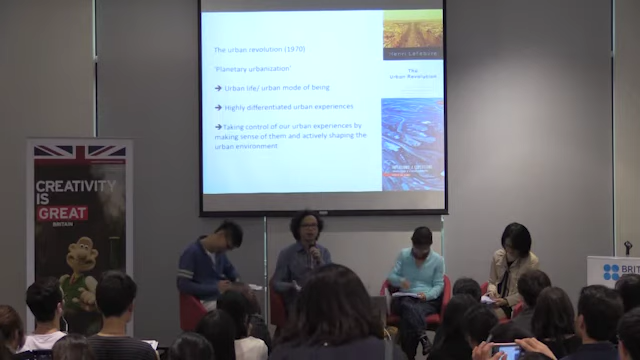 The urban revolution (1970)
'Planetary urbanization'
➔ Urban life/ urban mode of being
➔ Highly differentiated urban experiences
➔Taking control of our urban experiences by
making sense of them and actively shaping the
urban environment
Henri Lefebvre
The
Urban Revolution
CREATIVITY
IS
GREAT
BRITAIN
BRIT